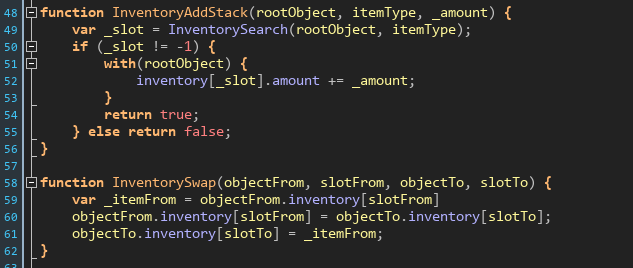 48 function InventoryAddStack(rootObject, itemType, _amount) {
49 var _slot = InventorySearch(rootObject, itemType);
50 if (_slot != -1) {
51 with(rootObject) {
52 inventory[_slot].amount += _amount;
53 }
54 return true;
55 } else return false;
56 }
57
58 function InventorySwap(objectFrom, slotFrom, objectTo, slotTo) {
59 var _itemFrom = objectFrom.inventory[slotFrom]
60 objectFrom.inventory[slotFrom] = objectTo.inventory[slotTo];
61 objectTo.inventory[slotTo] = _itemFrom;
62 }
63